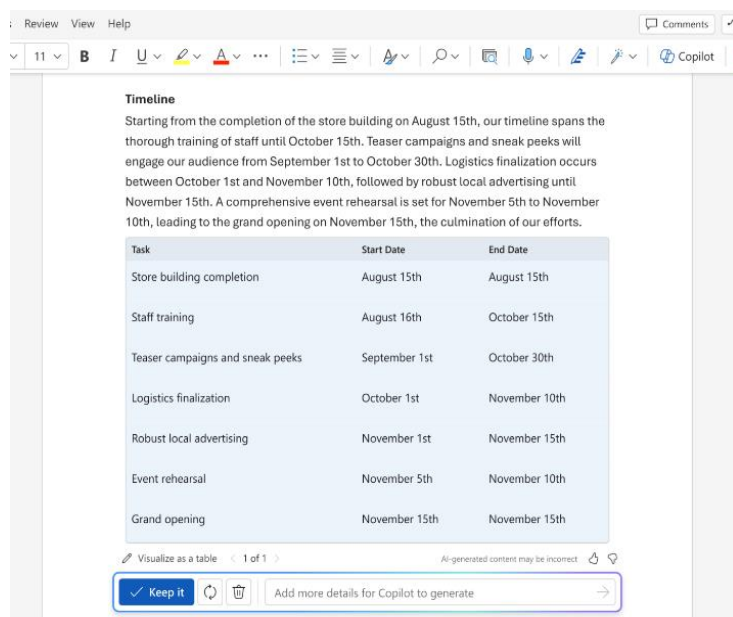 Review View Help
Comments
11 B I U A ... Copilot
Timeline
Starting from the completion of the store building on August 15th, our timeline spans the
thorough training of staff until October 15th. Teaser campaigns and sneak peeks will
engage our audience from September 1st to October 30th. Logistics finalization occurs
between October 1st and November 10th, followed by robust local advertising until
November 15th. A comprehensive event rehearsal is set for November 5th to November
10th, leading to the grand opening on November 15th, the culmination of our efforts.
Task Start Date End Date
Store building completion August 15th August 15th
Staff training August 16th October 15th
Teaser campaigns and sneak peeks September 1st October 30th
Logistics finalization October 1st November 10th
Robust local advertising November 1st November 15th
Event rehearsal November 5th November 10th
Grand opening November 15th November 15th
Visualize as a table < 1 of 1 > AI-generated content may be incorrect
Keep it Add more details for Copilot to generate